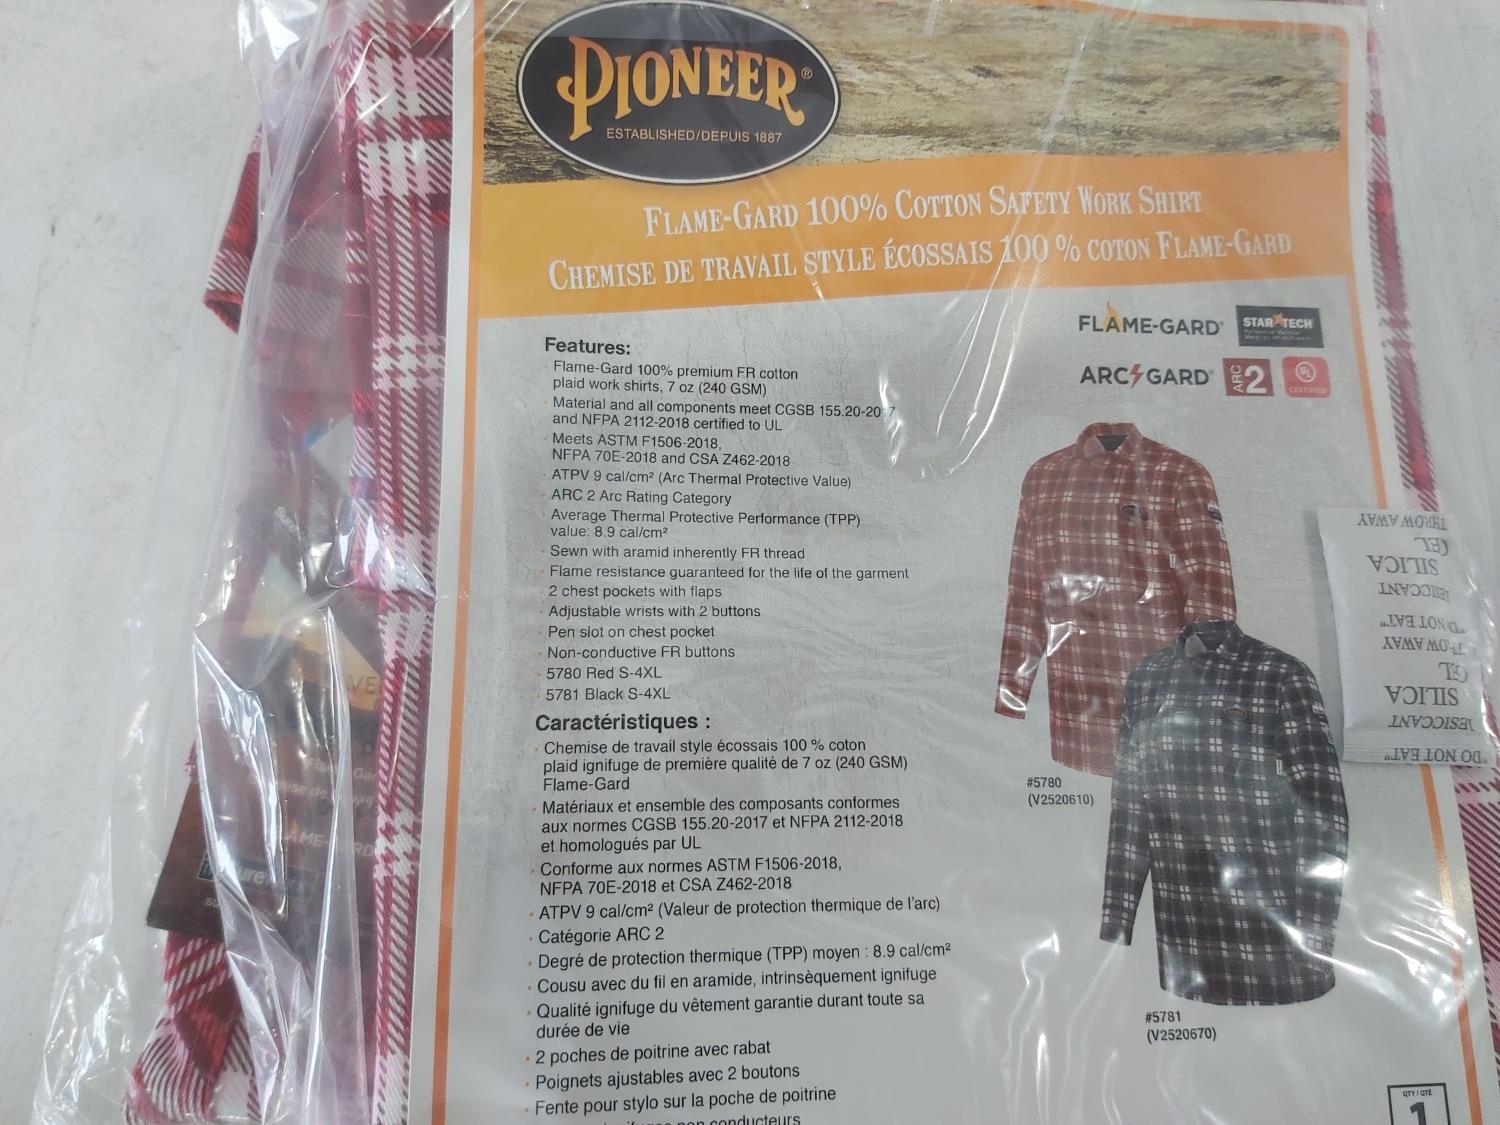 PIONEER®
ESTABLISHED/DEPUIS 1887
FLAME-GARD 100% COTTON SAFETY WORK SHIRT
CHEMISE DE TRAVAIL STYLE ÉCOSSAIS 100 % COTON FLAME-GARD
FLAME-GARD®
STAR TECH
ARC GARD®
ARC 2
UL
CERTIFIED
Features:
· Flame-Gard 100% premium FR cotton
plaid work shirts, 7 oz (240 GSM)
· Material and all components meet CGSB 155.20-2017
and NFPA 2112-2018 certified to UL
· Meets ASTM F1506-2018,
NFPA 70E-2018 and CSA Z462-2018
· ATPV 9 cal/cm² (Arc Thermal Protective Value)
· ARC 2 Arc Rating Category
· Average Thermal Protective Performance (TPP)
value: 8.9 cal/cm²
· Sewn with aramid inherently FR thread
· Flame resistance guaranteed for the life of the garment
· 2 chest pockets with flaps
· Adjustable wrists with 2 buttons
· Pen slot on chest pocket
· Non-conductive FR buttons
· 5780 Red S-4XL
· 5781 Black S-4XL
Caractéristiques :
· Chemise de travail style écossais 100 % coton
plaid ignifuge de première qualité de 7 oz (240 GSM)
Flame-Gard
· Matériaux et ensemble des composants conformes
aux normes CGSB 155.20-2017 et NFPA 2112-2018
et homologués par UL
· Conforme aux normes ASTM F1506-2018,
NFPA 70E-2018 et CSA Z462-2018
· ATPV 9 cal/cm² (Valeur de protection thermique de l'arc)
· Catégorie ARC 2
· Degré de protection thermique (TPP) moyen : 8.9 cal/cm²
· Cousu avec du fil en aramide, intrinsèquement ignifuge
· Qualité ignifuge du vêtement garantie durant toute sa
durée de vie
· 2 poches de poitrine avec rabat
· Poignets ajustables avec 2 boutons
· Fente pour stylo sur la poche de poitrine
non conducteurs
#5780
(V2520610)
#5781
(V2520670)
QTY / QTÉ
1
"DO NOT EAT"
DESICCANT
SILICA
GEL
THROW AWAY
"DO NOT EAT"
DESICCANT
SILICA
GEL
THROW AWAY